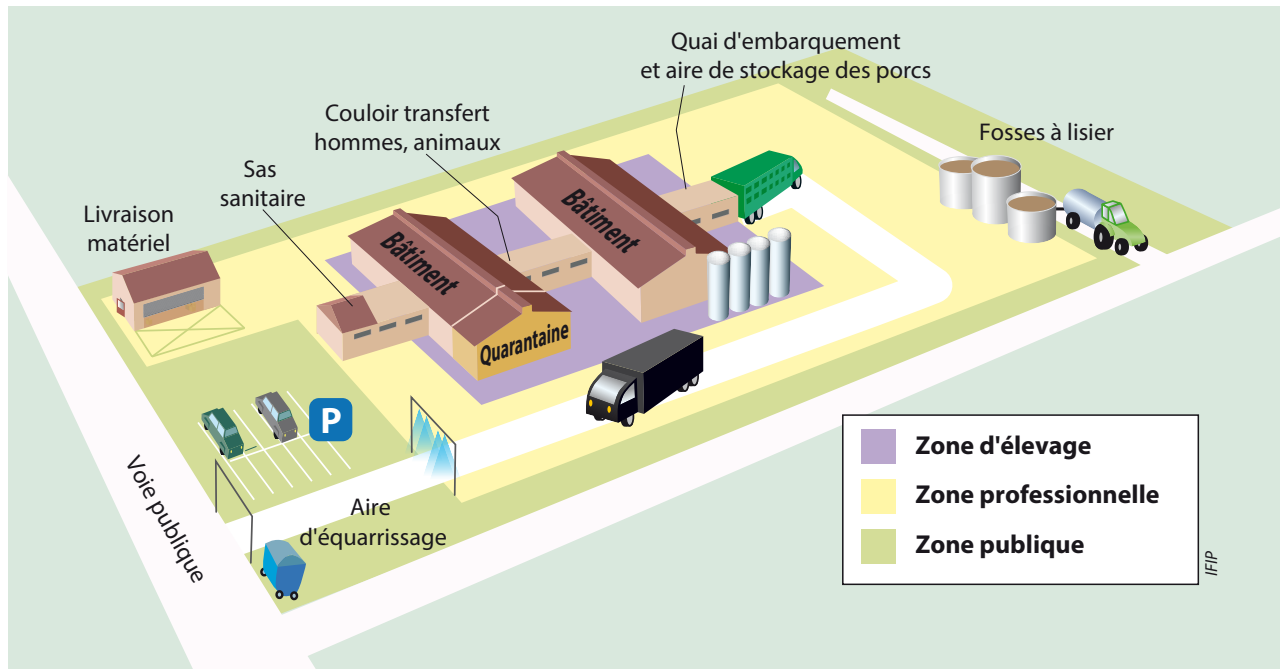 Quai d'embarquement
et aire de stockage des porcs
Couloir transfert
hommes, animaux
Fosses à lisier
Sas
sanitaire
Livraison
matériel
Bâtiment
Bâtiment
Quarantaine
P
Voie publique
Aire
d'équarrissage
Zone d'élevage
Zone professionnelle
Zone publique
IFIP